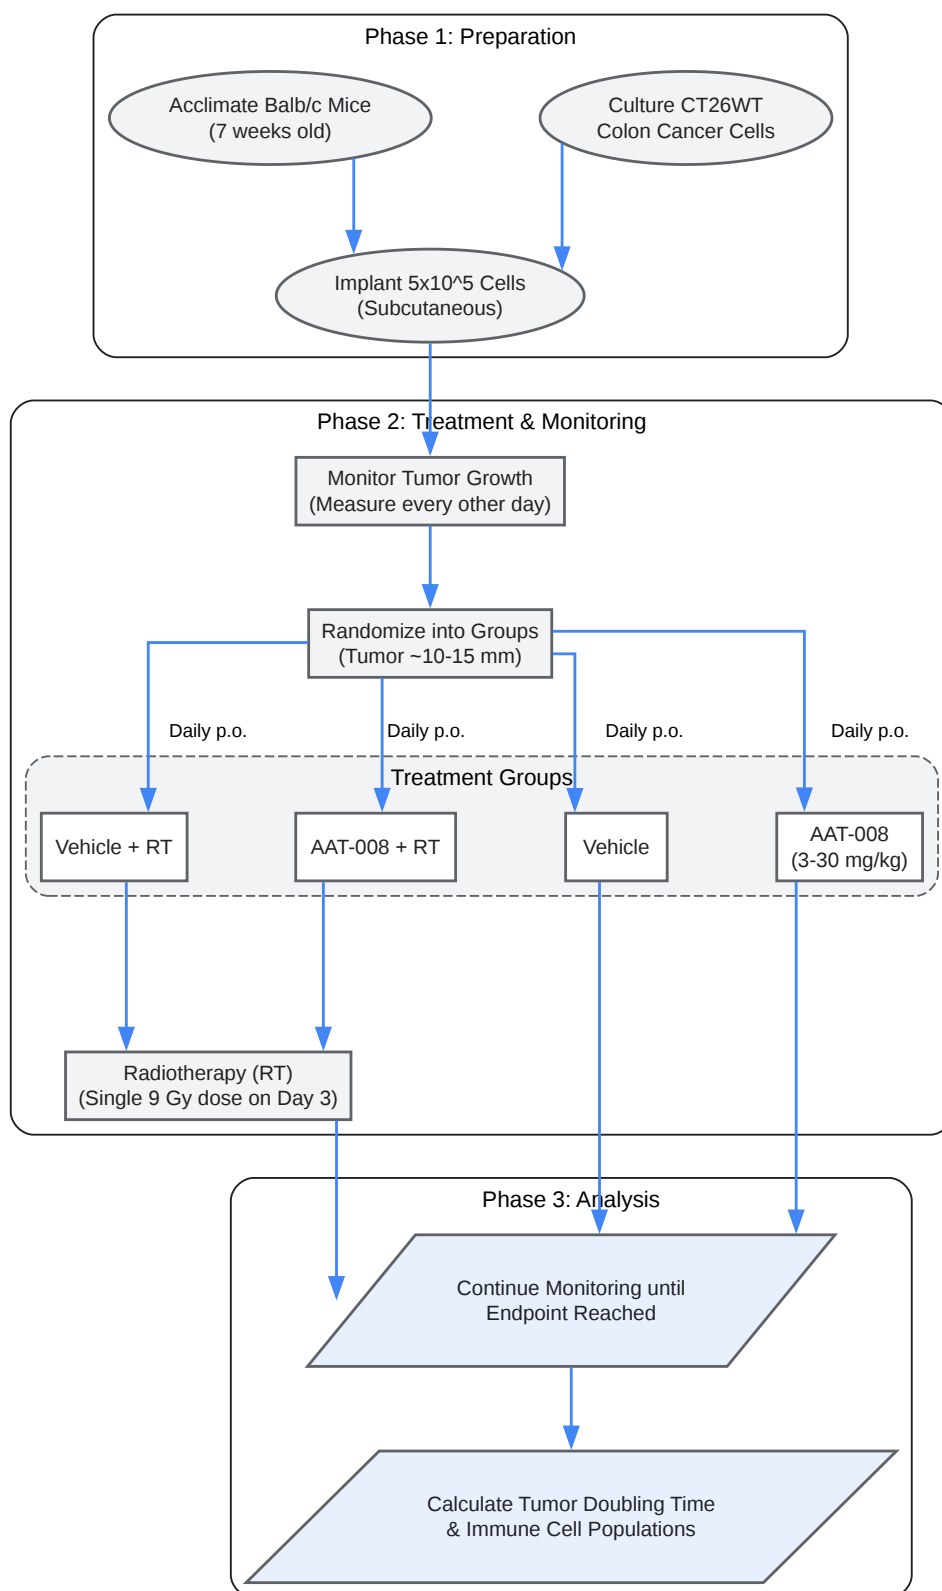 Phase 1: Preparation
Acclimate Balb/c Mice
(7 weeks old)
Culture CT26WT
Colon Cancer Cells
Implant 5x10^5 Cells
(Subcutaneous)
Phase 2: Treatment & Monitoring
Monitor Tumor Growth
(Measure every other day)
Randomize into Groups
(Tumor ~10-15 mm)
Daily p.o.
Daily p.o.
Daily p.o.
Daily p.o.
Treatment Groups
Vehicle + RT
AAT-008 + RT
Vehicle
AAT-008
(3-30 mg/kg)
Radiotherapy (RT)
(Single 9 Gy dose on Day 3)
Phase 3: Analysis
Continue Monitoring until
Endpoint Reached
Calculate Tumor Doubling Time
& Immune Cell Populations